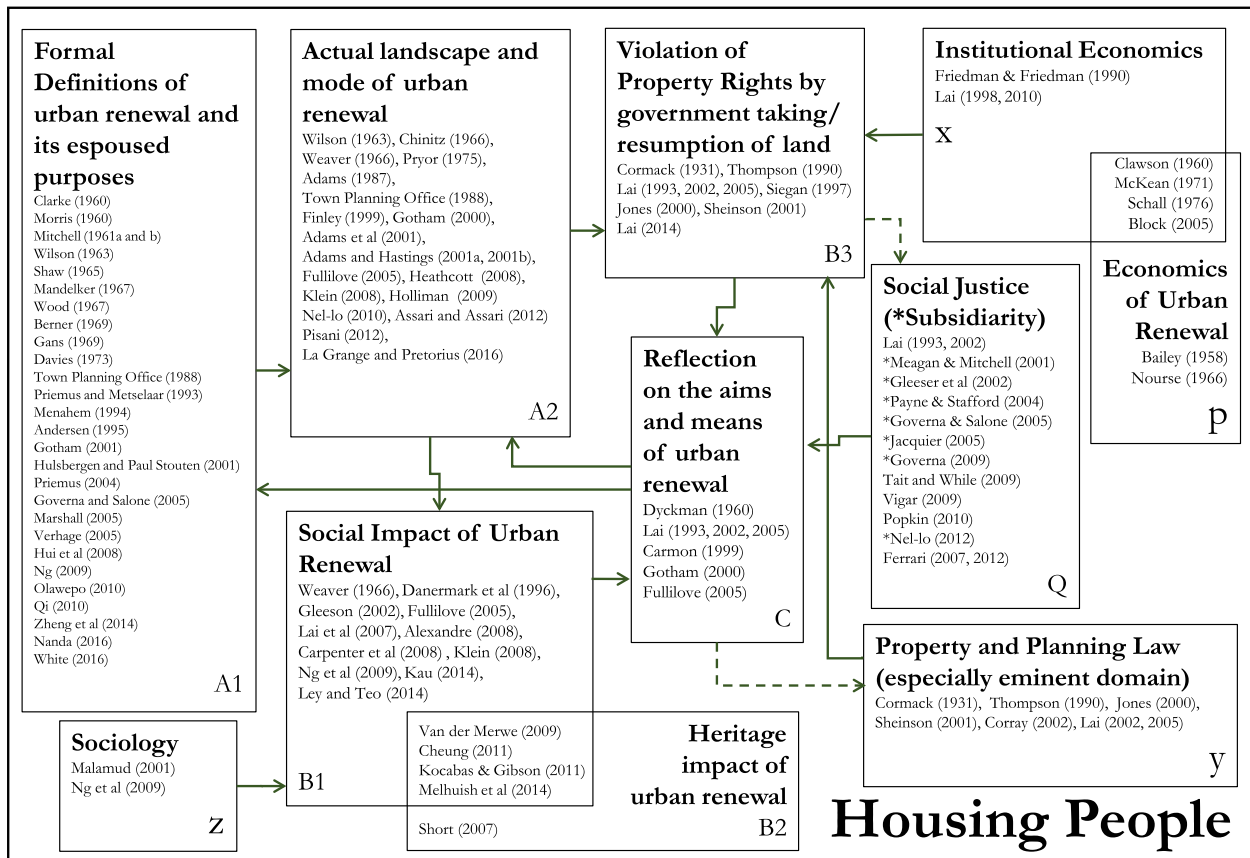 Formal
Definitions of
urban renewal and
its espoused
purposes
Clarke (1960)
Morris (1960)
Mitchell (1961a and b)
Wilson (1963)
Shaw (1965)
Mandelker (1967)
Wood (1967)
Berner (1969)
Gans (1969)
Davies (1973)
Town Planning Office (1988)
Priemus and Metselaar (1993)
Menahem (1994)
Andersen (1995)
Gotham (2001)
Hulsbergen and Paul Stouten (2001)
Priemus (2004)
Governa and Salone (2005)
Marshall (2005)
Verhage (2005)
Hui et al (2008)
Ng (2009)
Olawepo (2010)
Qi (2010)
Zheng et al (2014)
Nanda (2016)
White (2016)
A1
Actual landscape and
mode of urban
renewal
Wilson (1963), Chinitz (1966),
Weaver (1966), Pryor (1975),
Adams (1987),
Town Planning Office (1988),
Finley (1999), Gotham (2000),
Adams et al (2001),
Adams and Hastings (2001a, 2001b),
Fullilove (2005), Heathcott (2008),
Klein (2008), Holliman (2009)
Nel-lo (2010), Assari and Assari (2012)
Pisani (2012),
La Grange and Pretorius (2016)
A2
Violation of
Property Rights by
government taking/
resumption of land
Cormack (1931), Thompson (1990)
Lai (1993, 2002, 2005), Siegan (1997)
Jones (2000), Sheinson (2001)
Lai (2014)
B3
Institutional Economics
Friedman & Friedman (1990)
Lai (1998, 2010)
x
Clawson (1960)
McKean (1971)
Schall (1976)
Block (2005)
Economics
of Urban
Renewal
Bailey (1958)
Nourse (1966)
p
Social Justice
(*Subsidiarity)
Lai (1993, 2002)
*Meagan & Mitchell (2001)
*Gleeser et al (2002)
*Payne & Stafford (2004)
*Governa & Salone (2005)
*Jacquier (2005)
*Governa (2009)
Tait and While (2009)
Vigar (2009)
Popkin (2010)
*Nel-lo (2012)
Ferrari (2007, 2012)
Q
Reflection
on the aims
and means
of urban
renewal
Dyckman (1960)
Lai (1993, 2002, 2005)
Carmon (1999)
Gotham (2000)
Fullilove (2005)
C
Social Impact of Urban
Renewal
Weaver (1966), Danermark et al (1996),
Gleeson (2002), Fullilove (2005),
Lai et al (2007), Alexandre (2008),
Carpenter et al (2008) , Klein (2008),
Ng et al (2009), Kau (2014),
Ley and Teo (2014)
B1
Van der Merwe (2009)
Cheung (2011)
Kocabas & Gibson (2011)
Melhuish et al (2014)
Short (2007)
Heritage
impact of
urban renewal
B2
Sociology
Malamud (2001)
Ng et al (2009)
z
Property and Planning Law
(especially eminent domain)
Cormack (1931), Thompson (1990), Jones (2000),
Sheinson (2001), Corray (2002), Lai (2002, 2005)
y
Housing People